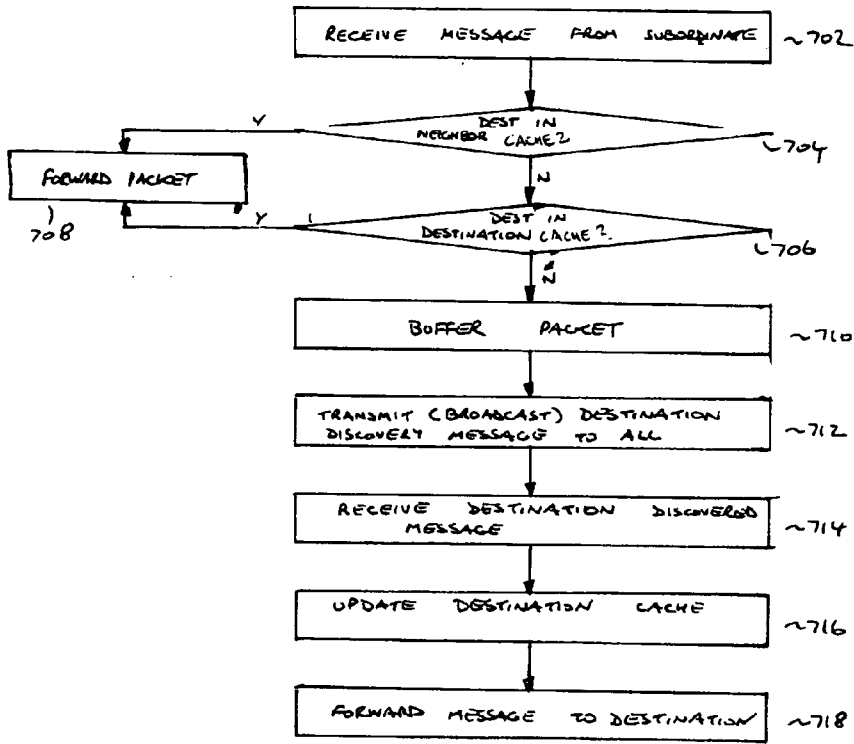 RECEIVE MESSAGE FROM SUBORDINATE ~702
DEST IN
NEIGHBOR CACHE?
704
Y
N
FORWARD PACKET
708
Y
DEST IN
DESTINATION CACHE?
706
N
BUFFER PACKET ~710
TRANSMIT (BROADCAST) DESTINATION
DISCOVERY MESSAGE TO ALL ~712
RECEIVE DESTINATION DISCOVERED
MESSAGE ~714
UPDATE DESTINATION CACHE ~716
FORWARD MESSAGE TO DESTINATION ~718